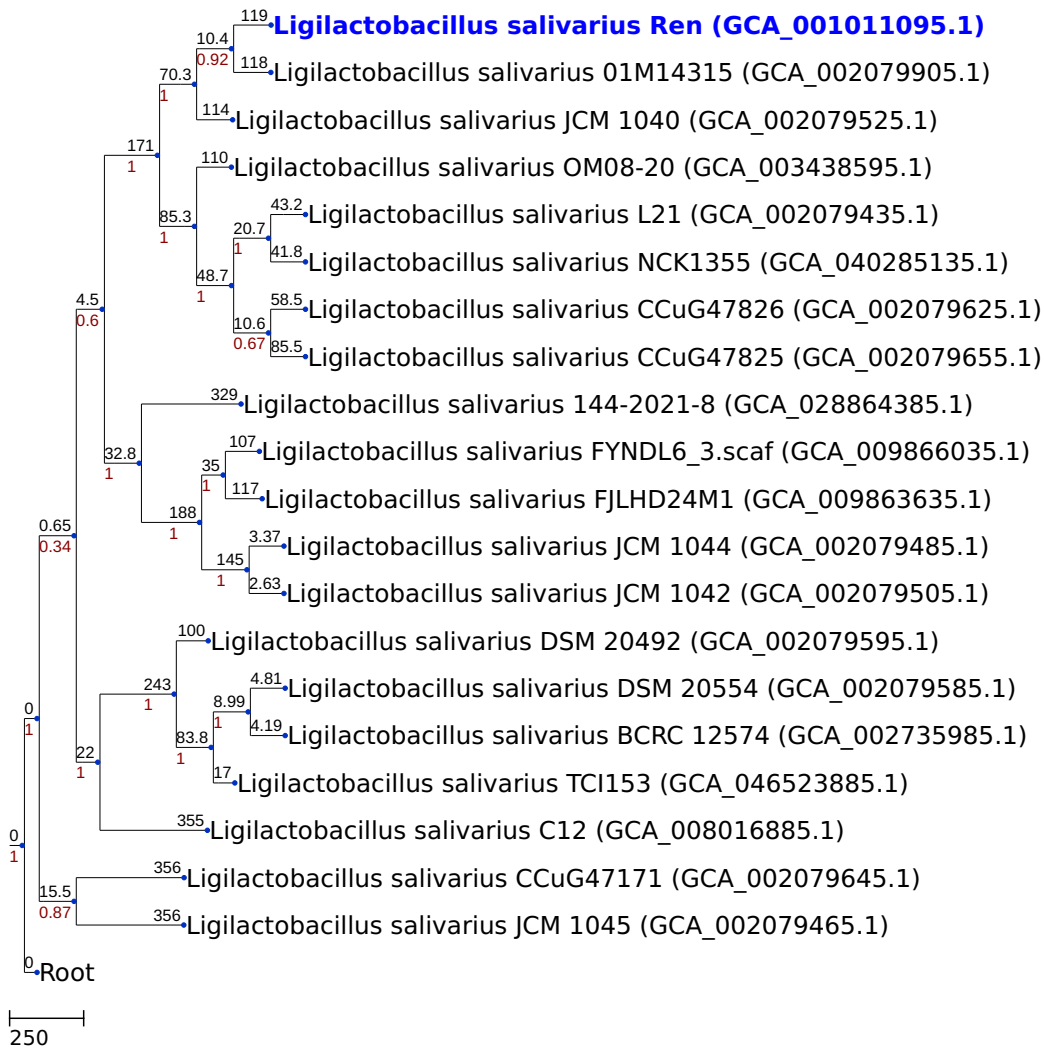 119
Ligilactobacillus salivarius Ren (GCA_001011095.1)
10.4
0.92
118
Ligilactobacillus salivarius 01M14315 (GCA_002079905.1)
70.3
1
114
Ligilactobacillus salivarius JCM 1040 (GCA_002079525.1)
171
1
110
Ligilactobacillus salivarius OM08-20 (GCA_003438595.1)
85.3
1
43.2
Ligilactobacillus salivarius L21 (GCA_002079435.1)
20.7
1
41.8
Ligilactobacillus salivarius NCK1355 (GCA_040285135.1)
48.7
1
58.5
Ligilactobacillus salivarius CCuG47826 (GCA_002079625.1)
10.6
0.67
85.5
Ligilactobacillus salivarius CCuG47825 (GCA_002079655.1)
4.5
0.6
329
Ligilactobacillus salivarius 144-2021-8 (GCA_028864385.1)
32.8
1
107
Ligilactobacillus salivarius FYNDL6_3.scaf (GCA_009866035.1)
35
1
117
Ligilactobacillus salivarius FJLHD24M1 (GCA_009863635.1)
188
1
3.37
Ligilactobacillus salivarius JCM 1044 (GCA_002079485.1)
145
1
2.63
Ligilactobacillus salivarius JCM 1042 (GCA_002079505.1)
0.65
0.34
100
Ligilactobacillus salivarius DSM 20492 (GCA_002079595.1)
243
1
4.81
Ligilactobacillus salivarius DSM 20554 (GCA_002079585.1)
8.99
1
4.19
Ligilactobacillus salivarius BCRC 12574 (GCA_002735985.1)
83.8
1
17
Ligilactobacillus salivarius TCI153 (GCA_046523885.1)
22
1
355
Ligilactobacillus salivarius C12 (GCA_008016885.1)
0
1
356
Ligilactobacillus salivarius CCuG47171 (GCA_002079645.1)
15.5
0.87
356
Ligilactobacillus salivarius JCM 1045 (GCA_002079465.1)
0
1
0
Root
250